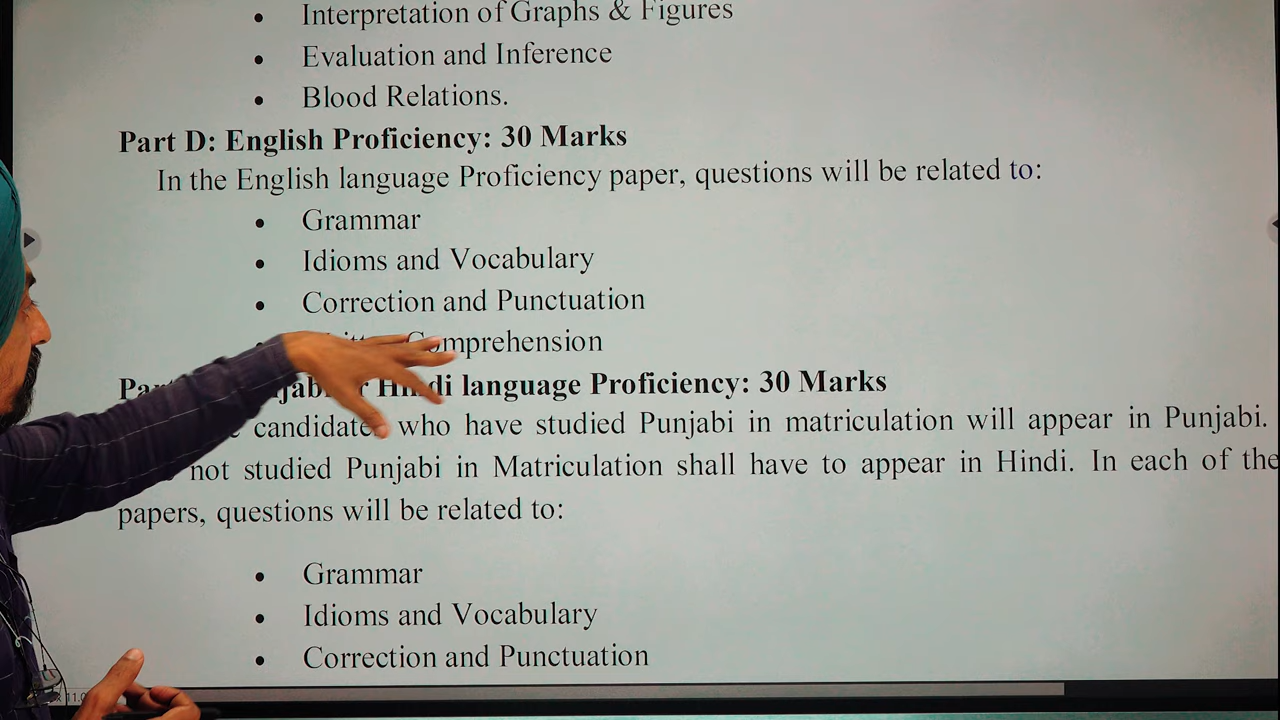 • Interpretation of Graphs & Figures
• Evaluation and Inference
• Blood Relations.
Part D: English Proficiency: 30 Marks
In the English language Proficiency paper, questions will be related to:
• Grammar
• Idioms and Vocabulary
• Correction and Punctuation
• Comprehension
language Proficiency: 30 Marks
candidates who have studied Punjabi in matriculation will appear in Punjabi.
not studied Punjabi in Matriculation shall have to appear in Hindi. In each of the
papers, questions will be related to:
• Grammar
• Idioms and Vocabulary
• Correction and Punctuation